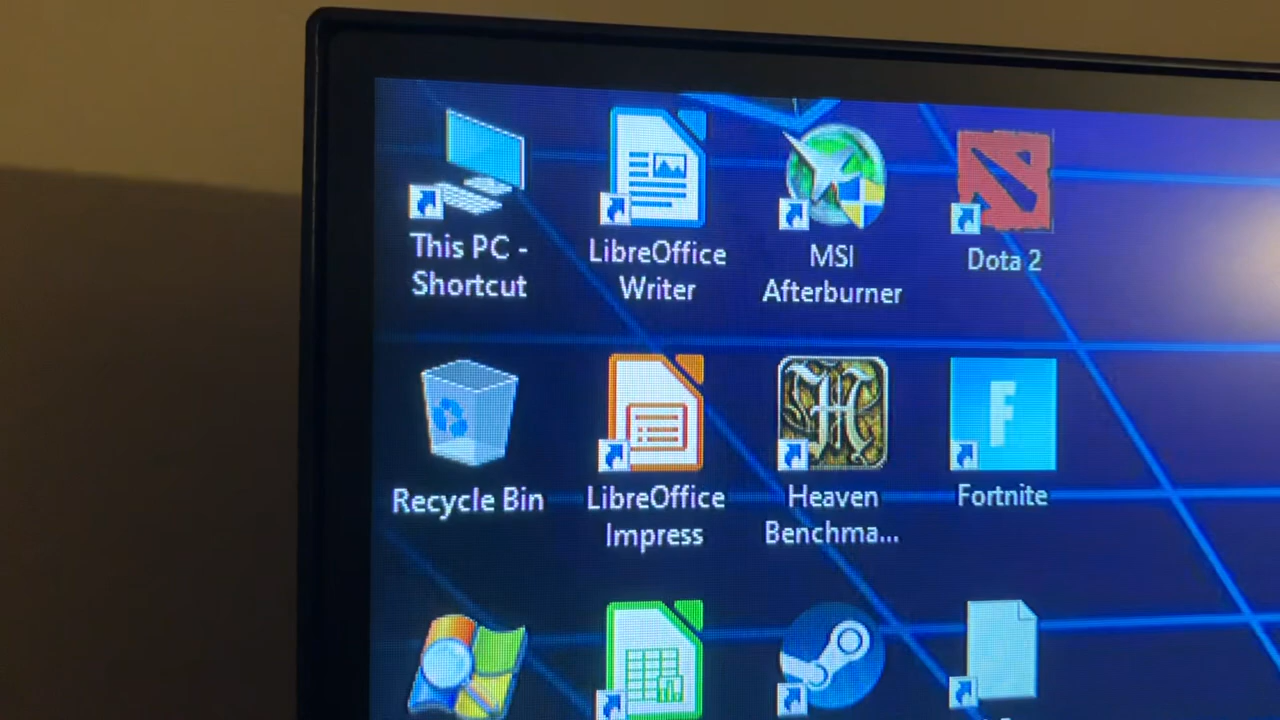 This PC -
Shortcut
LibreOffice
Writer
MSI
Afterburner
Dota 2
Recycle Bin
LibreOffice
Impress
Heaven
Benchma...
F
Fortnite